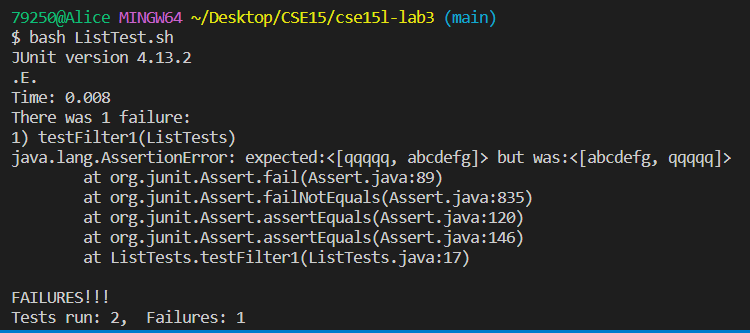 79250@Alice MINGW64 ~/Desktop/CSE15/cse15l-lab3 (main)
$ bash ListTest.sh
JUnit version 4.13.2
.E.
Time: 0.008
There was 1 failure:
1) testFilter1(ListTests)
java.lang.AssertionError: expected:<[qqqqq, abcdefg]> but was:<[abcdefg, qqqqq]>
at org.junit.Assert.fail(Assert.java:89)
at org.junit.Assert.failNotEquals(Assert.java:835)
at org.junit.Assert.assertEquals(Assert.java:120)
at org.junit.Assert.assertEquals(Assert.java:146)
at ListTests.testFilter1(ListTests.java:17)
FAILURES!!!
Tests run: 2,  Failures: 1